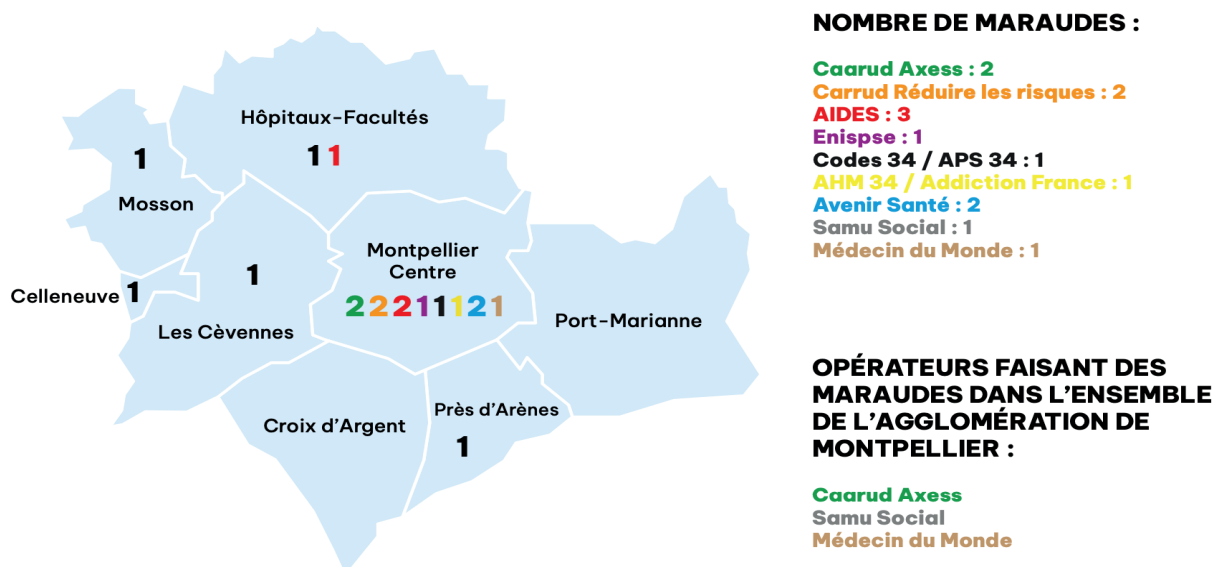 Hôpitaux-Facultés
1 1
1
Mosson
Celleneuve 1
1
Les Cèvennes
Montpellier
Centre
2 2 2 1 1 1 2 1
Port-Marianne
Croix d'Argent
Près d'Arènes
1
NOMBRE DE MARAUDES :
Caarud Axess : 2
Carrud Réduire les risques : 2
AIDES : 3
Enispse : 1
Codes 34 / APS 34 : 1
AHM 34 / Addiction France : 1
Avenir Santé : 2
Samu Social : 1
Médecin du Monde : 1
OPÉRATEURS FAISANT DES
MARAUDES DANS L'ENSEMBLE
DE L'AGGLOMÉRATION DE
MONTPELLIER :
Caarud Axess
Samu Social
Médecin du Monde